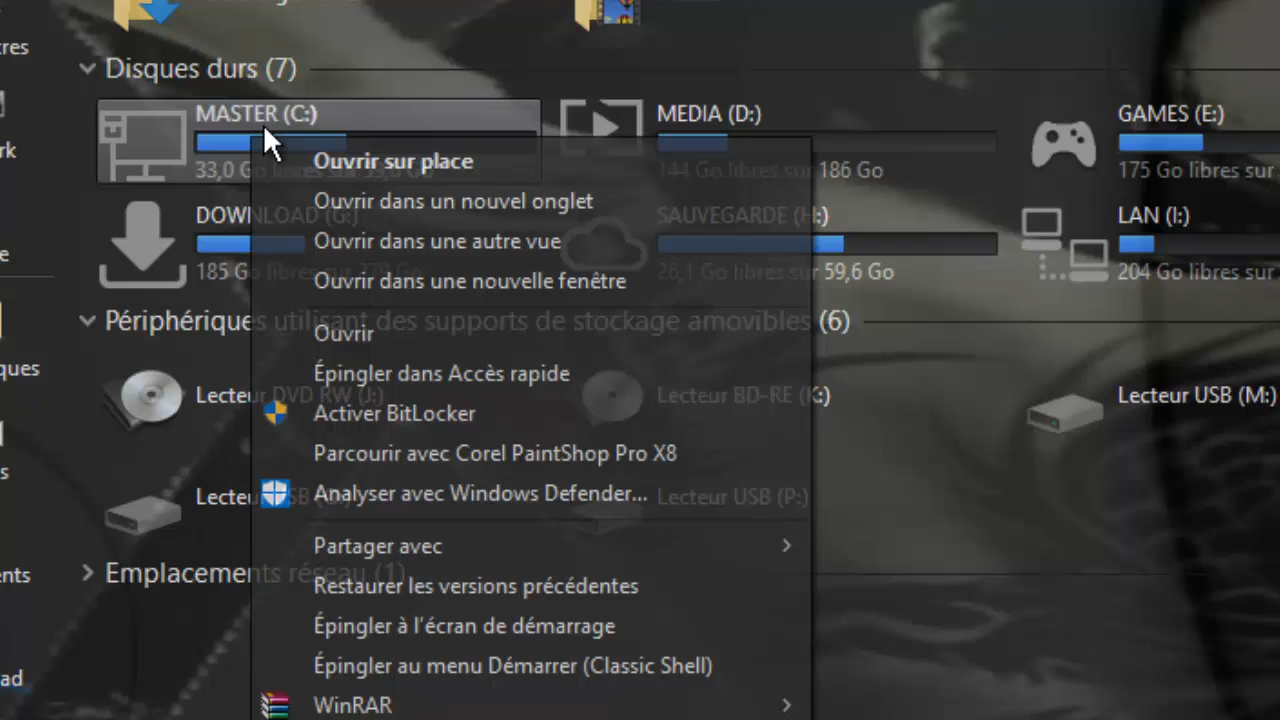 tres
Disques durs (7)
MASTER (C:)
MEDIA (D:)
GAMES (E:)
rk
33,0 Go libres sur
144 Go libres sur 186 Go
175 Go libres sur
DOWNLOAD (G:)
SAUVEGARDE (H:)
LAN (I:)
e
185 Go libres sur
26,1 Go libres sur 59,6 Go
204 Go libres sur
Périphériques utilisant des supports de stockage amovibles (6)
ques
Lecteur DVD RW (J:)
Lecteur BD-RE (K:)
Lecteur USB (M:)
s
Lecteur USB
Lecteur USB (P:)
ents
Emplacements réseau (1)
ad
Ouvrir sur place
Ouvrir dans un nouvel onglet
Ouvrir dans une autre vue
Ouvrir dans une nouvelle fenêtre
Ouvrir
Épingler dans Accès rapide
Activer BitLocker
Parcourir avec Corel PaintShop Pro X8
Analyser avec Windows Defender...
Partager avec
Restaurer les versions précédentes
Épingler à l'écran de démarrage
Épingler au menu Démarrer (Classic Shell)
WinRAR